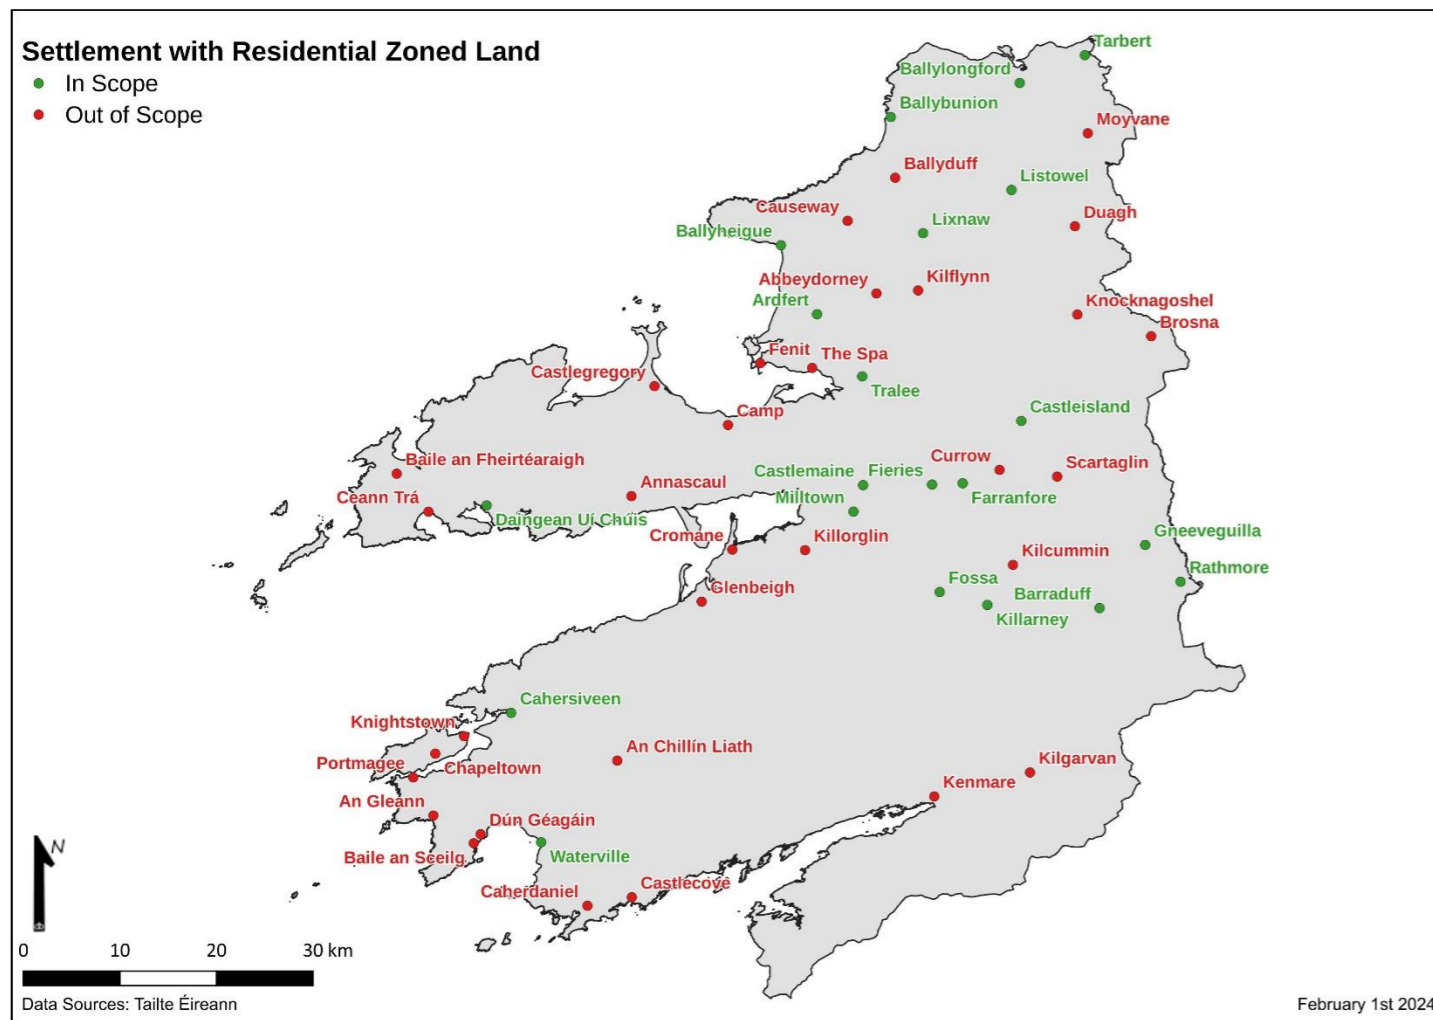 Settlement with Residential Zoned Land
In Scope
Out of Scope
Tarbert
Ballylongford
Ballybunion
Moyvane
Ballyduff
Listowel
Causeway
Lixnaw
Duagh
Ballyheigue
Abbeydorney
Kilflynn
Ardfert
Knocknagoshel
Brosna
Fenit
The Spa
Castlegregory
Tralee
Camp
Castleisland
Baile an Fheirtéaraigh
Currow
Scartaglin
Castlemaine
Fieries
Annascaul
Ceann Trá
Milltown
Farranfore
Daingean Uí Chúis
Cromane
Killorglin
Gneeveguilla
Kilcummin
Rathmore
Glenbeigh
Fossa
Barraduff
Killarney
Cahersiveen
Knightstown
An Chillín Liath
Portmagee
Chapeltown
Kilgarvan
Kenmare
An Gleann
Dún Géagáin
Baile an Sceilg
Waterville
Caherdaniel
Castlecove
N
0 10 20 30 km
Data Sources: Tailte Éireann
February 1st 2024